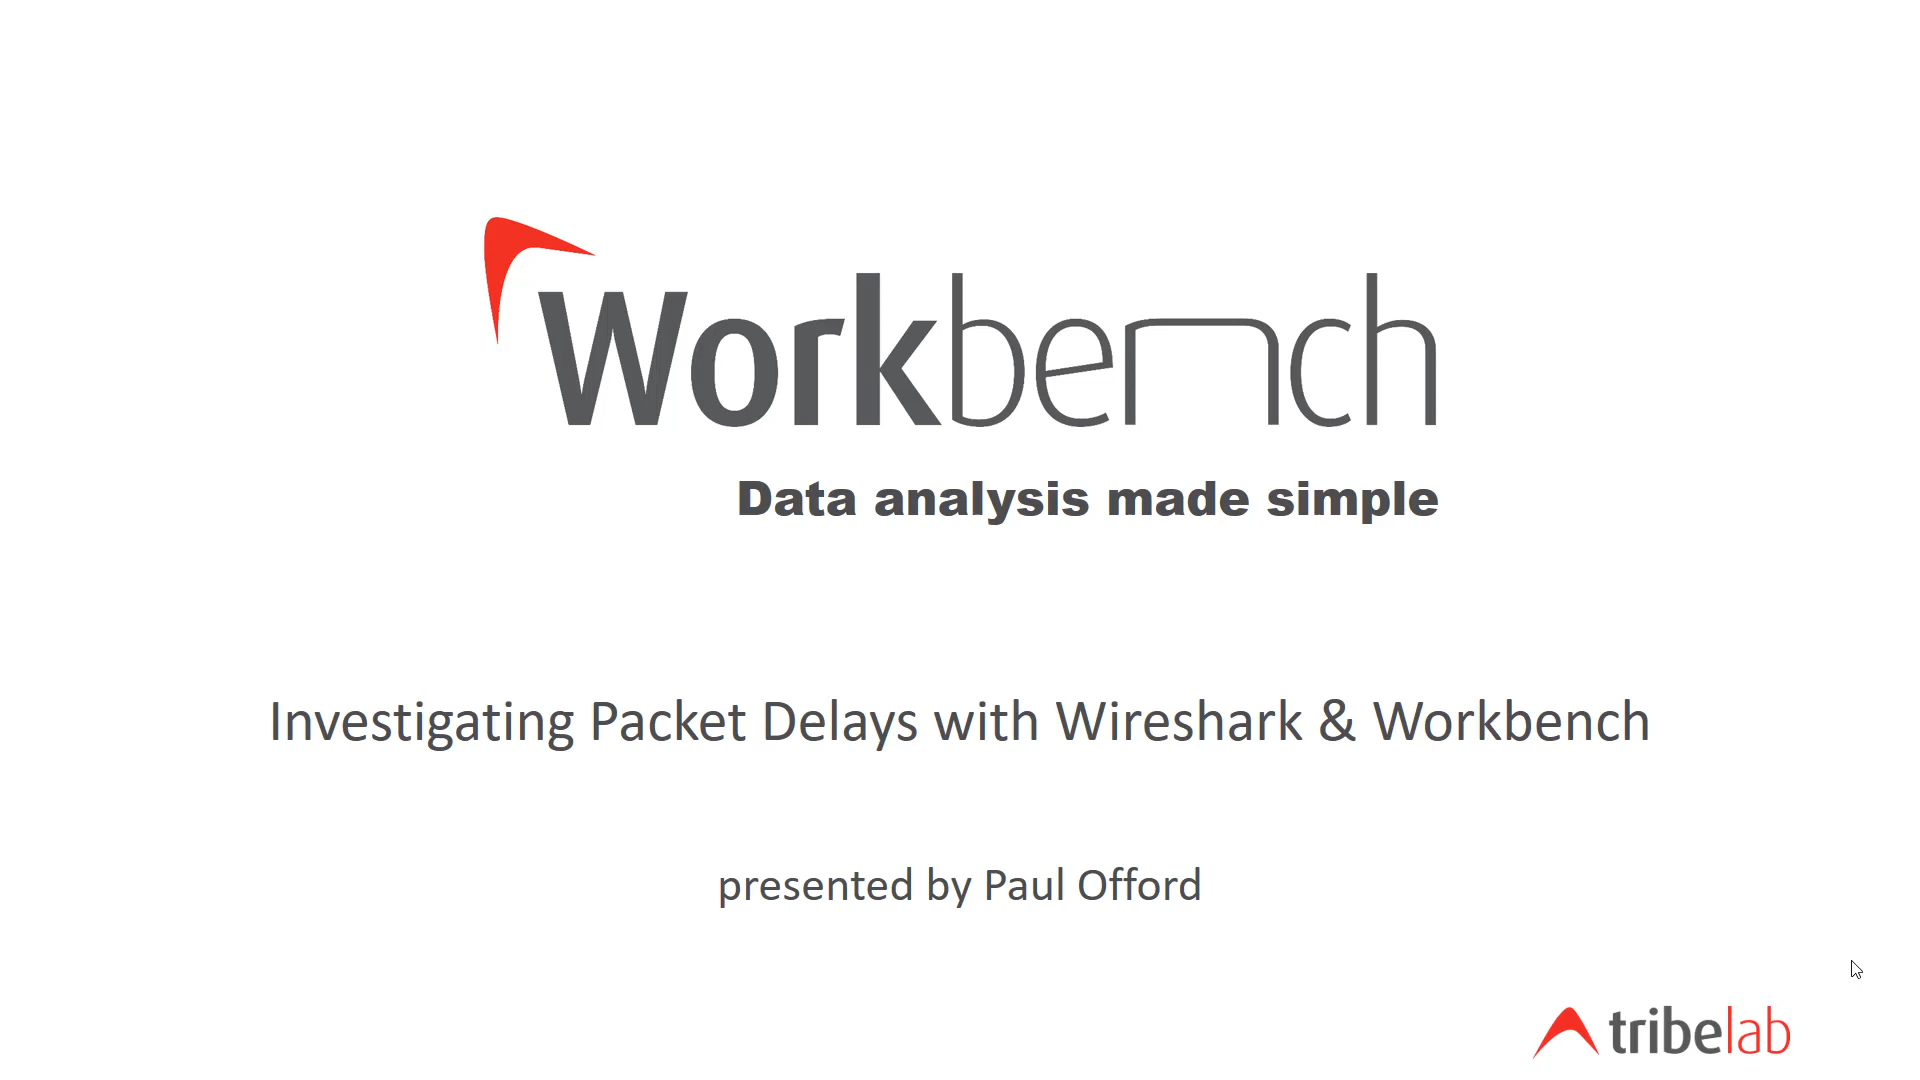 Workbench
Data analysis made simple
Investigating Packet Delays with Wireshark & Workbench
presented by Paul Offord
tribelab